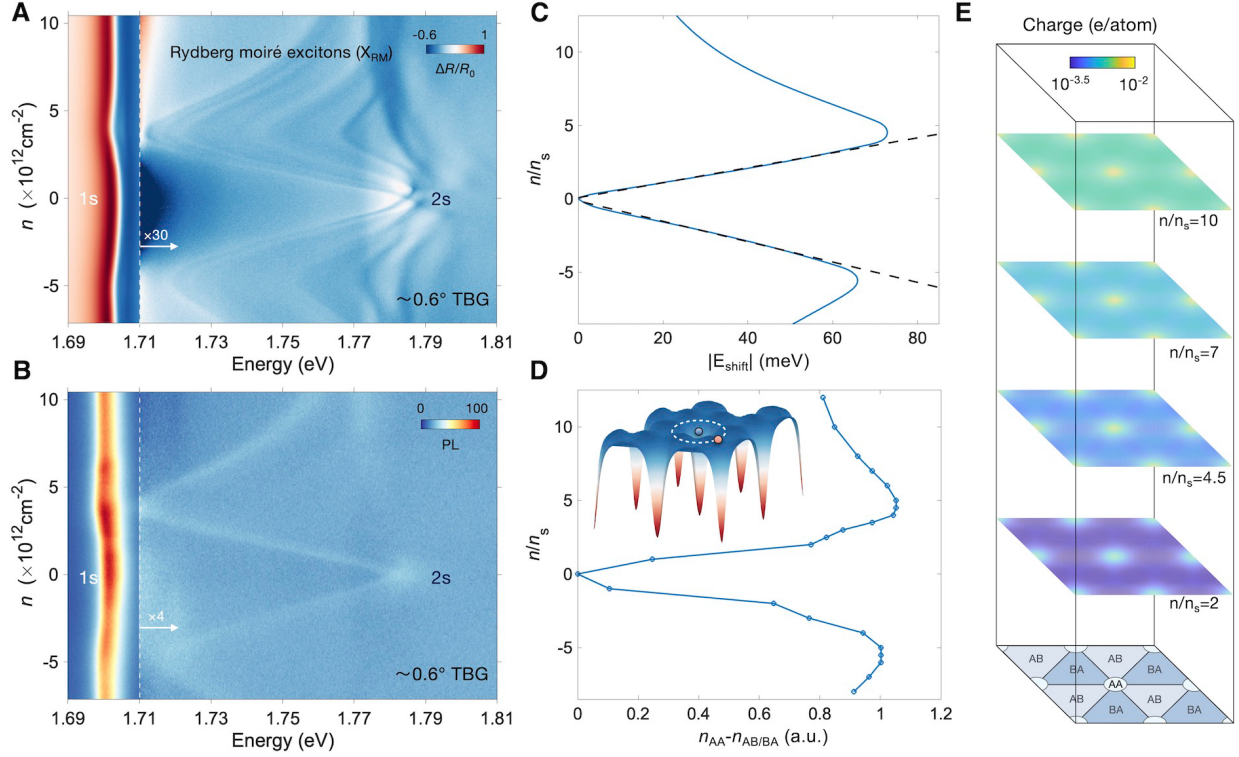 A
10
5
0
-5
n (×10¹²cm⁻²)
Rydberg moiré excitons (X_RM)
-0.6 1
ΔR/R₀
1s
2s
×30
~0.6° TBG
1.69 1.71 1.73 1.75 1.77 1.79 1.81
Energy (eV)
B
10
5
0
-5
n (×10¹²cm⁻²)
0 100
PL
1s
2s
×4
~0.6° TBG
1.69 1.71 1.73 1.75 1.77 1.79 1.81
Energy (eV)
C
10
5
0
-5
n/nₛ
0 20 40 60 80
|E_shift| (meV)
D
10
5
0
-5
n/nₛ
0 0.2 0.4 0.6 0.8 1 1.2
n_AA-n_AB/BA (a.u.)
E
Charge (e/atom)
10⁻³·⁵ 10⁻²
n/nₛ=10
n/nₛ=7
n/nₛ=4.5
n/nₛ=2
AB BA AB BA
AA
AB BA AB BA